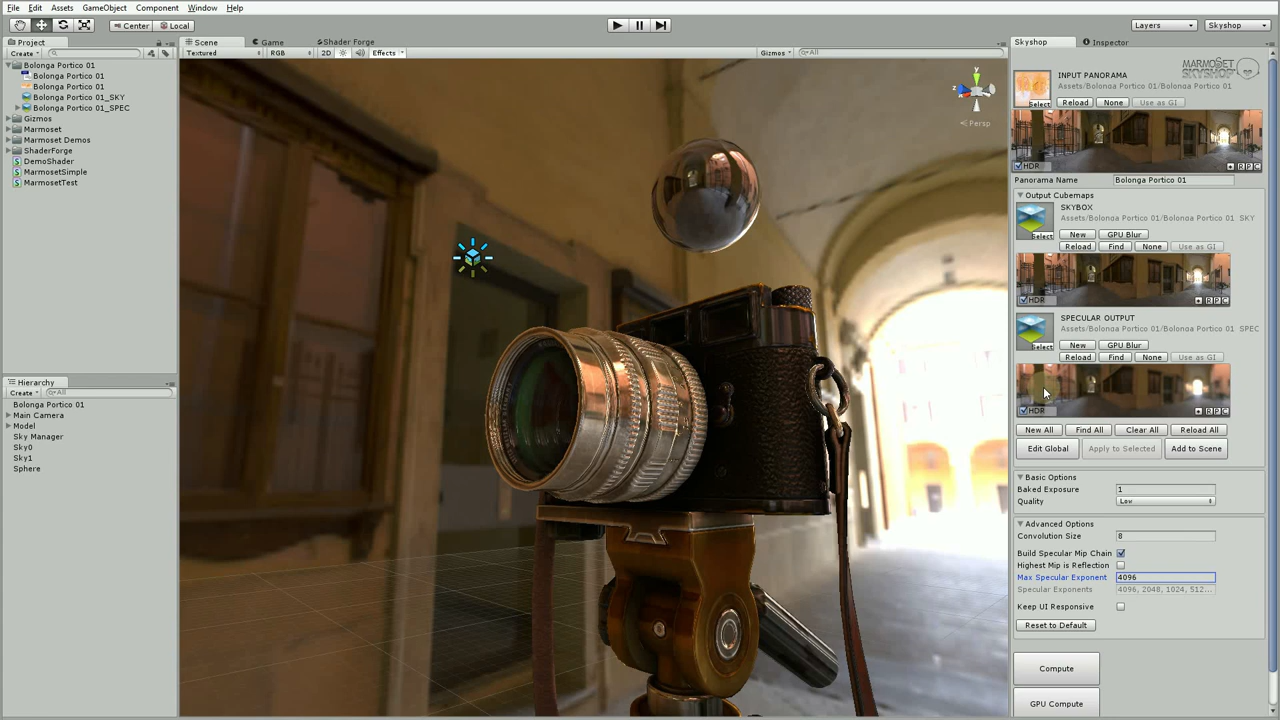 File Edit Assets GameObject Component Window Help
Center Local Layers Skyshop
Project
Create
Bolonga Portico 01
Bolonga Portico 01
Bolonga Portico 01
Bolonga Portico 01_SKY
Bolonga Portico 01_SPEC
Gizmos
Marmoset
Marmoset Demos
ShaderForge
DemoShader
MarmosetSimple
MarmosetTest
Hierarchy
Create All
Bolonga Portico 01
Main Camera
Model
Sky Manager
Sky0
Sky1
Sphere
Scene Game Shader Forge
Textured RGB 2D Effects Gizmos All
y
z
Persp
Skyshop Inspector
MARMOSET
SKYSHOP
INPUT PANORAMA
Assets/Bolonga Portico 01/Bolonga Portico 01
Select Reload None Use as GI
HDR R P C
Panorama Name Bolonga Portico 01
Output Cubemaps
SKYBOX
Assets/Bolonga Portico 01/Bolonga Portico 01_SKY
Select New GPU Blur
Reload Find None Use as GI
HDR R P C
SPECULAR OUTPUT
Assets/Bolonga Portico 01/Bolonga Portico 01_SPEC
Select New GPU Blur
Reload Find None Use as GI
HDR R P C
New All Find All Clear All Reload All
Edit Global Apply to Selected Add to Scene
Basic Options
Baked Exposure 1
Quality Low
Advanced Options
Convolution Size 8
Build Specular Mip Chain
Highest Mip is Reflection
Max Specular Exponent 4096
Specular Exponents 4096, 2048, 1024, 512...
Keep UI Responsive
Reset to Default
Compute
GPU Compute